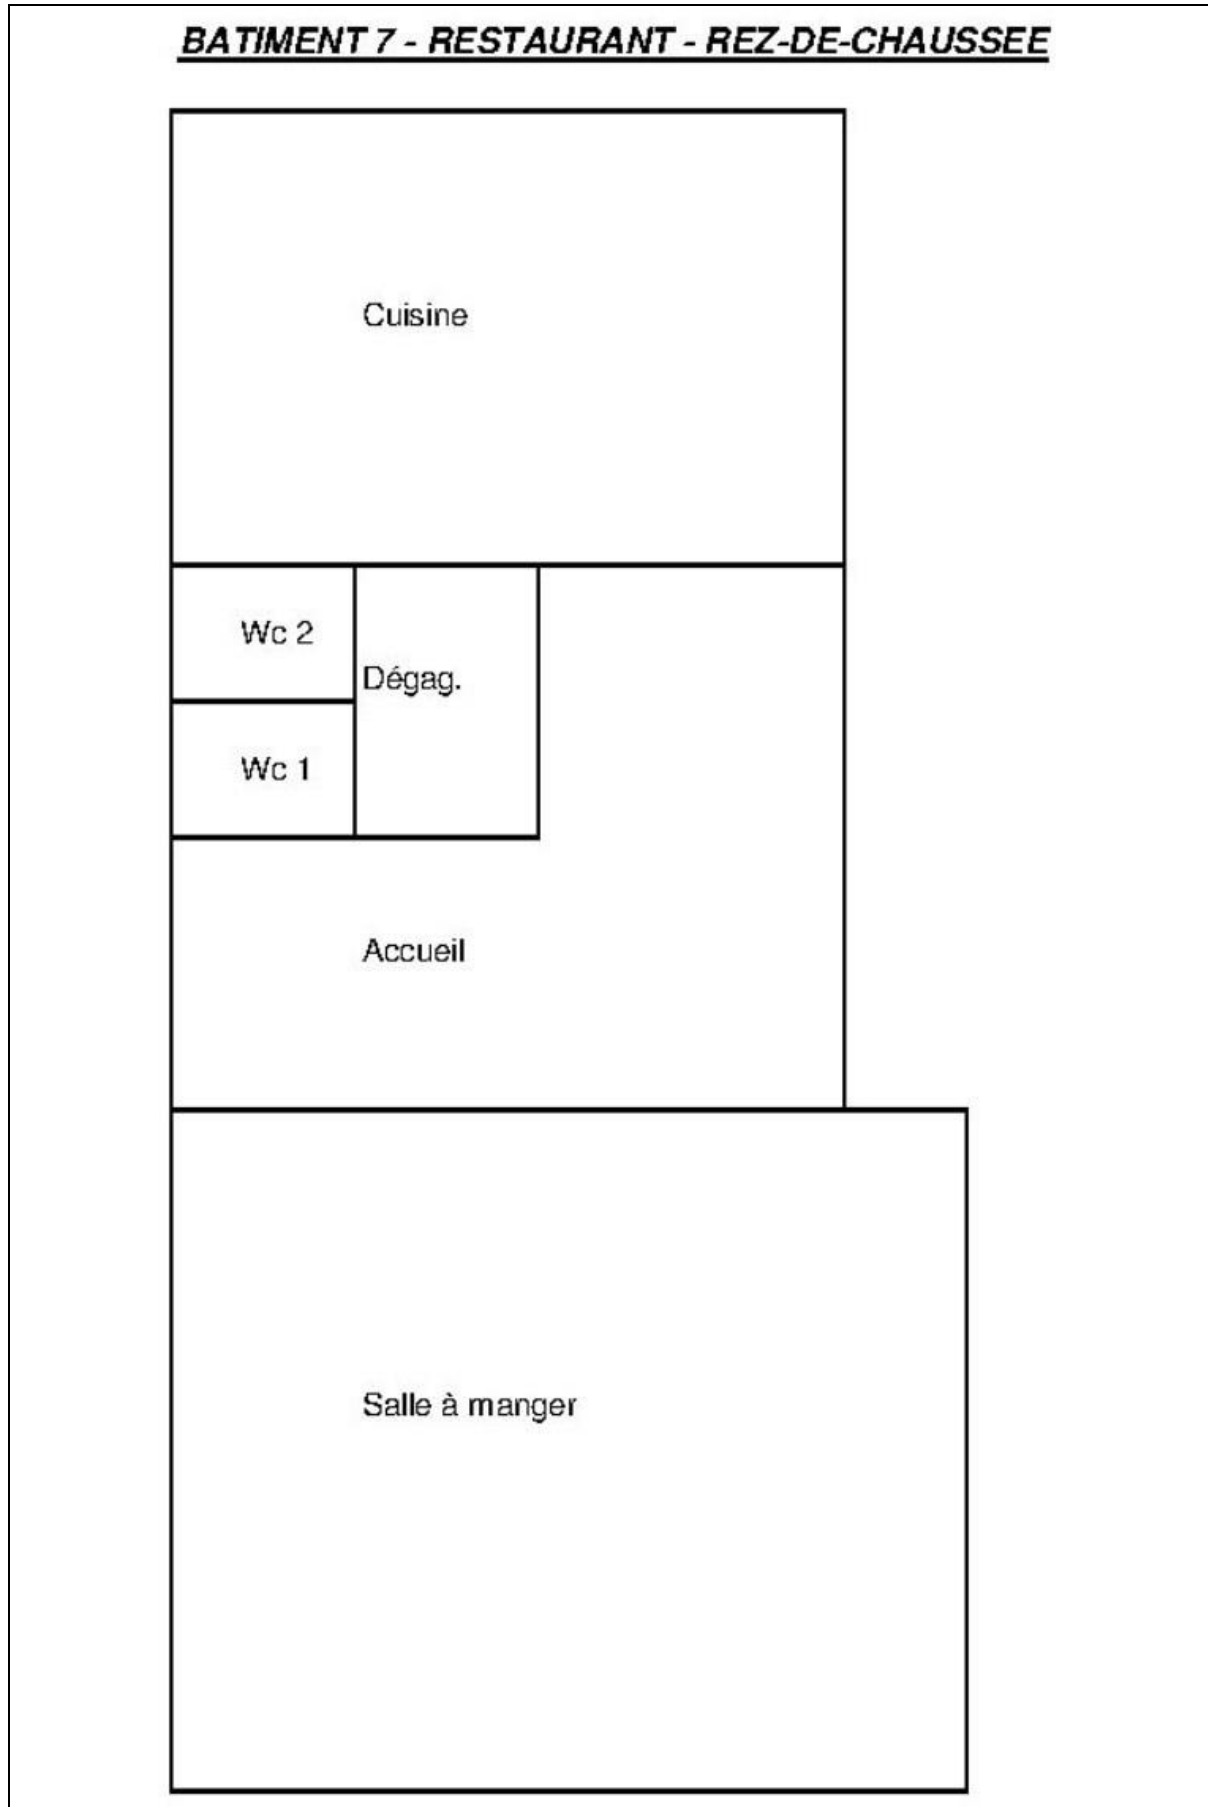 BATIMENT 7 - RESTAURANT - REZ-DE-CHAUSSEE
Cuisine
Wc 2
Dégag.
Wc 1
Accueil
Salle à manger